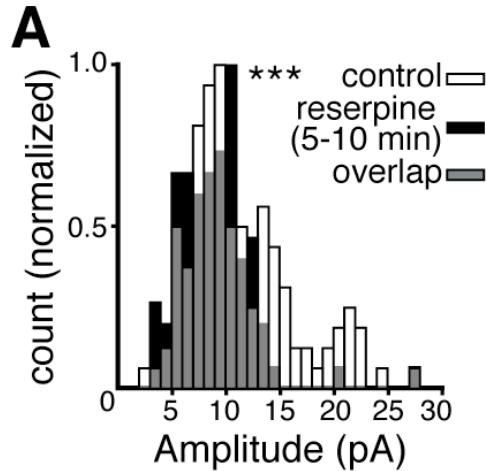 A
1.0
***
control
reserpine
(5-10 min)
overlap
0.5
count (normalized)
0
5 10 15 20 25 30
Amplitude (pA)